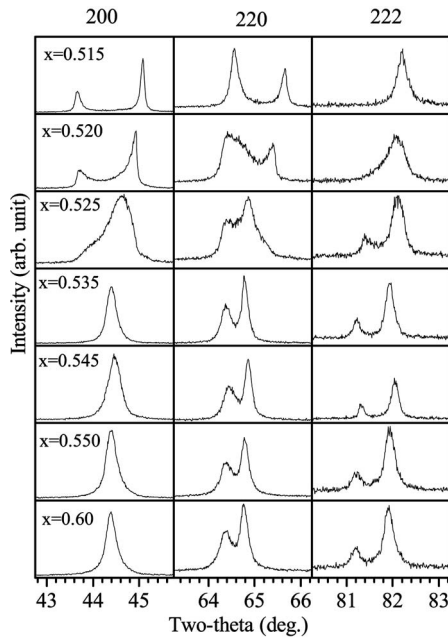 200 220 222
x=0.515
x=0.520
x=0.525
x=0.535
x=0.545
x=0.550
x=0.60
Intensity (arb. unit)
43 44 45 64 65 66 81 82 83
Two-theta (deg.)